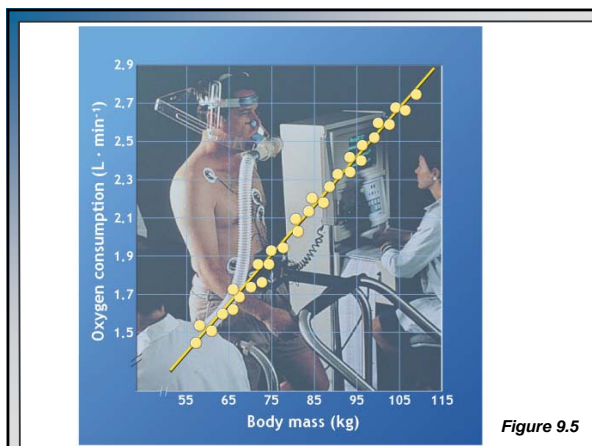 2,9
2,7
2,5
2,3
2,1
1,9
1,7
1,5
Oxygen consumption (L · min⁻¹)
55 65 75 85 95 105 115
Body mass (kg)
Figure 9.5